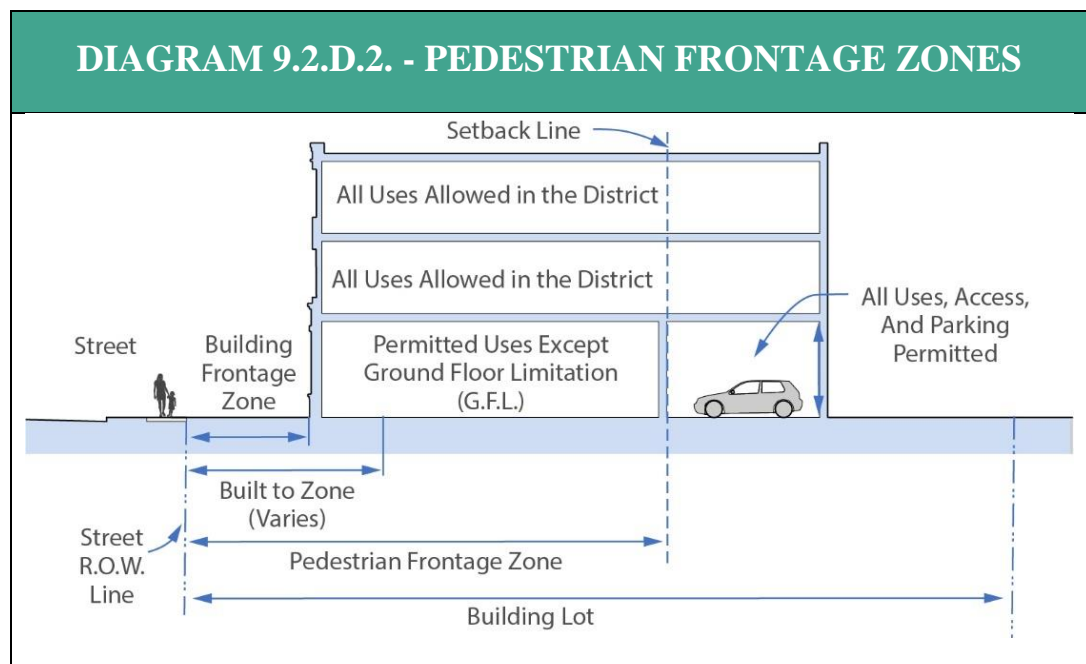 DIAGRAM 9.2.D.2. - PEDESTRIAN FRONTAGE ZONES
Setback Line
All Uses Allowed in the District
All Uses Allowed in the District
All Uses, Access,
And Parking
Permitted
Street
Building
Frontage
Zone
Permitted Uses Except
Ground Floor Limitation
(G.F.L.)
Built to Zone
(Varies)
Street
R.O.W.
Line
Pedestrian Frontage Zone
Building Lot